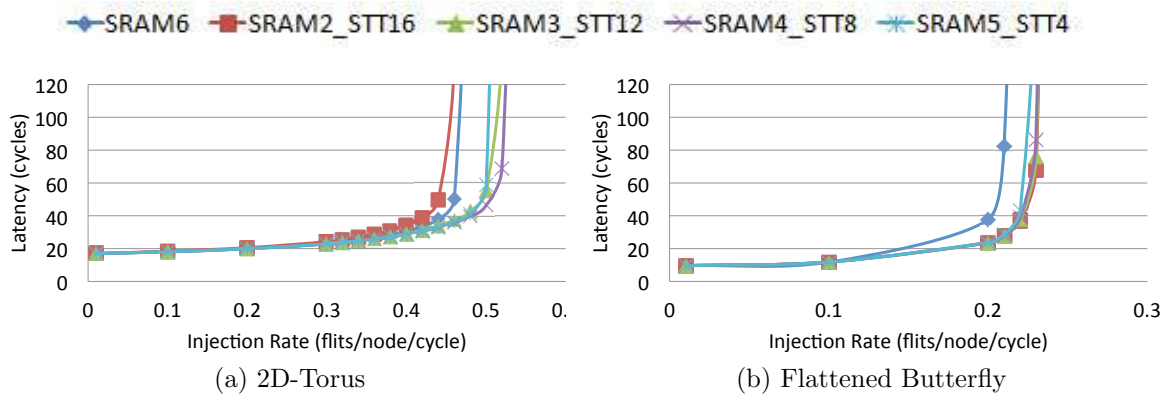 SRAM6 SRAM2_STT16 SRAM3_STT12 SRAM4_STT8 SRAM5_STT4
120
100
80
60
40
20
0
Latency (cycles)
0 0.1 0.2 0.3 0.4 0.5 0.
Injection Rate (flits/node/cycle)
(a) 2D-Torus
120
100
80
60
40
20
0
Latency (cycles)
0 0.1 0.2 0.3
Injection Rate (flits/node/cycle)
(b) Flattened Butterfly